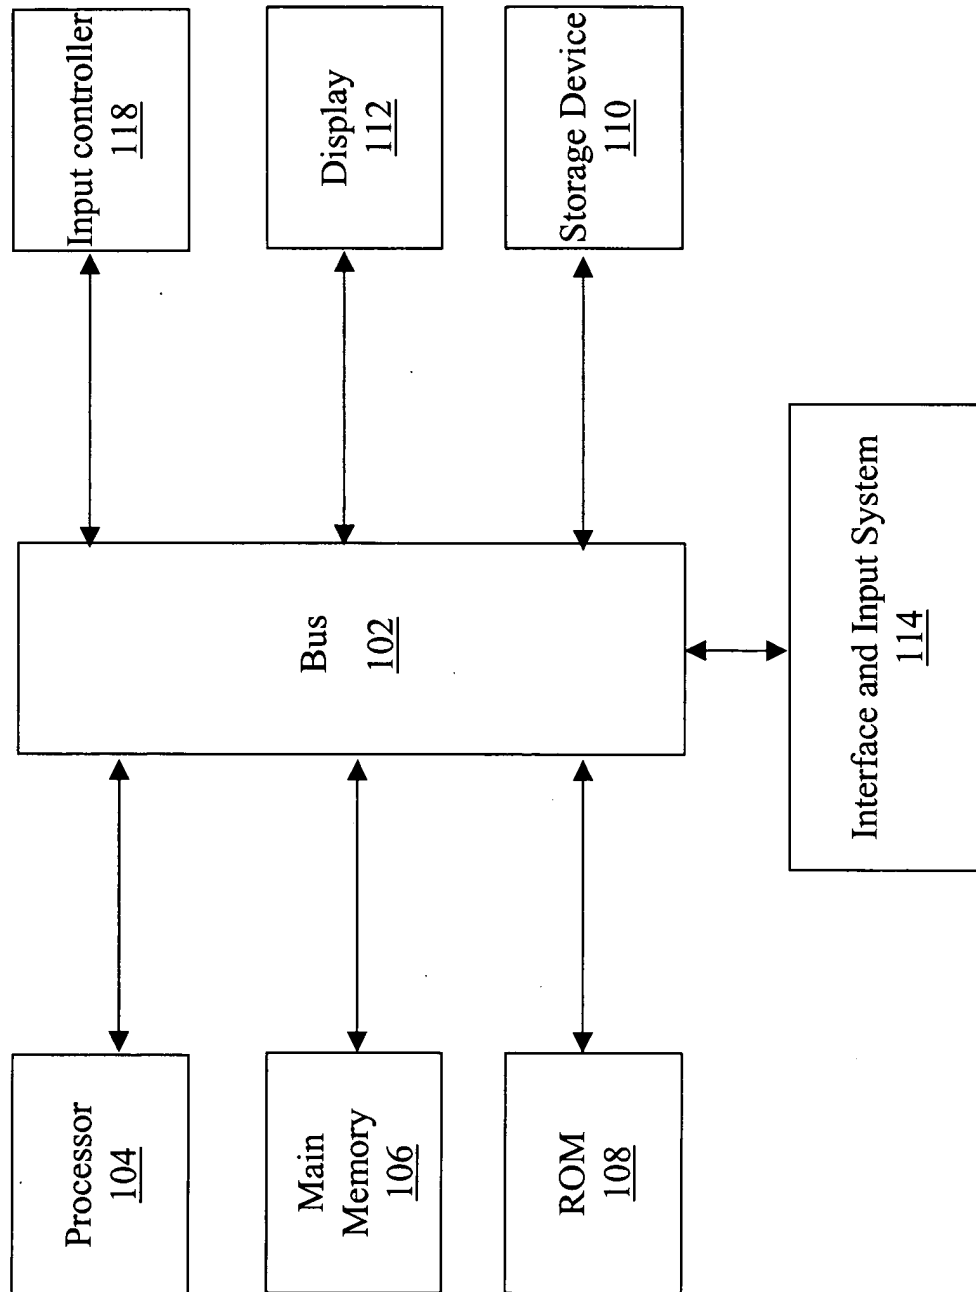 Processor
104
Main
Memory
106
ROM
108
Bus
102
Interface and Input System
114
Input controller
118
Display
112
Storage Device
110